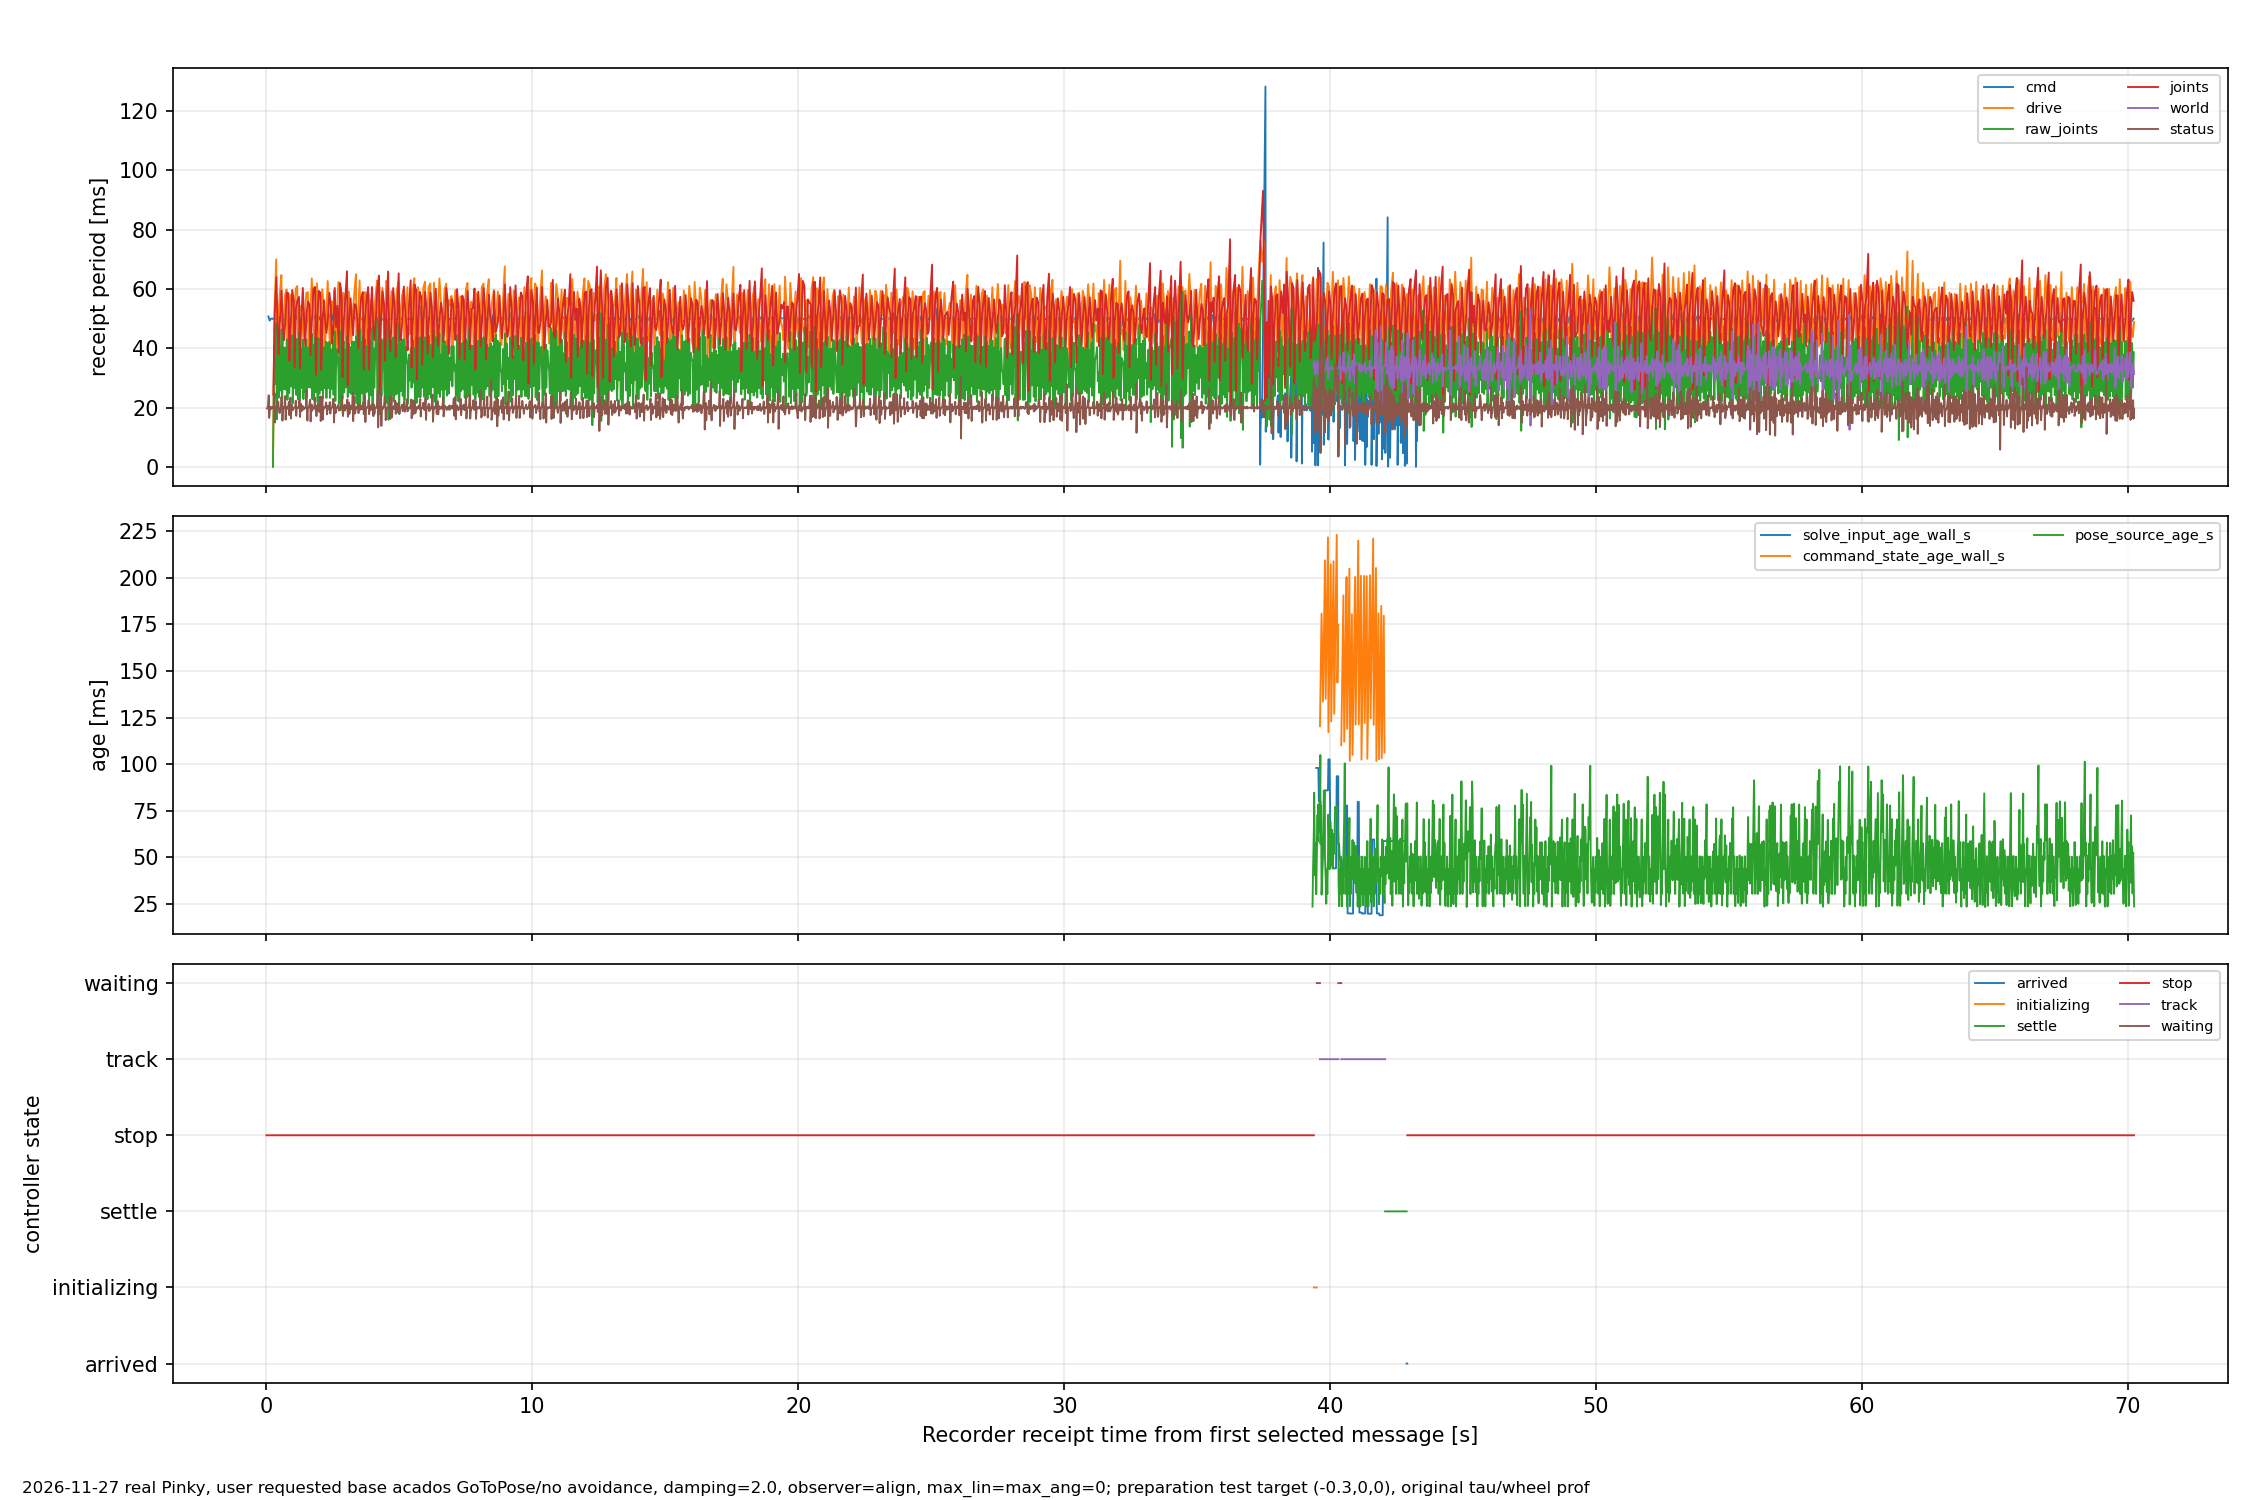 120
100
80
60
40
20
0
receipt period [ms]
cmd
drive
raw_joints
joints
world
status
225
200
175
150
125
100
75
50
25
age [ms]
solve_input_age_wall_s
command_state_age_wall_s
pose_source_age_s
waiting
track
stop
settle
initializing
arrived
controller state
arrived
initializing
settle
stop
track
waiting
0
10
20
30
40
50
60
70
Recorder receipt time from first selected message [s]
2026-11-27 real Pinky, user requested base acados GoToPose/no avoidance, damping=2.0, observer=align, max_lin=max_ang=0; preparation test target (-0.3,0,0), original tau/wheel prof